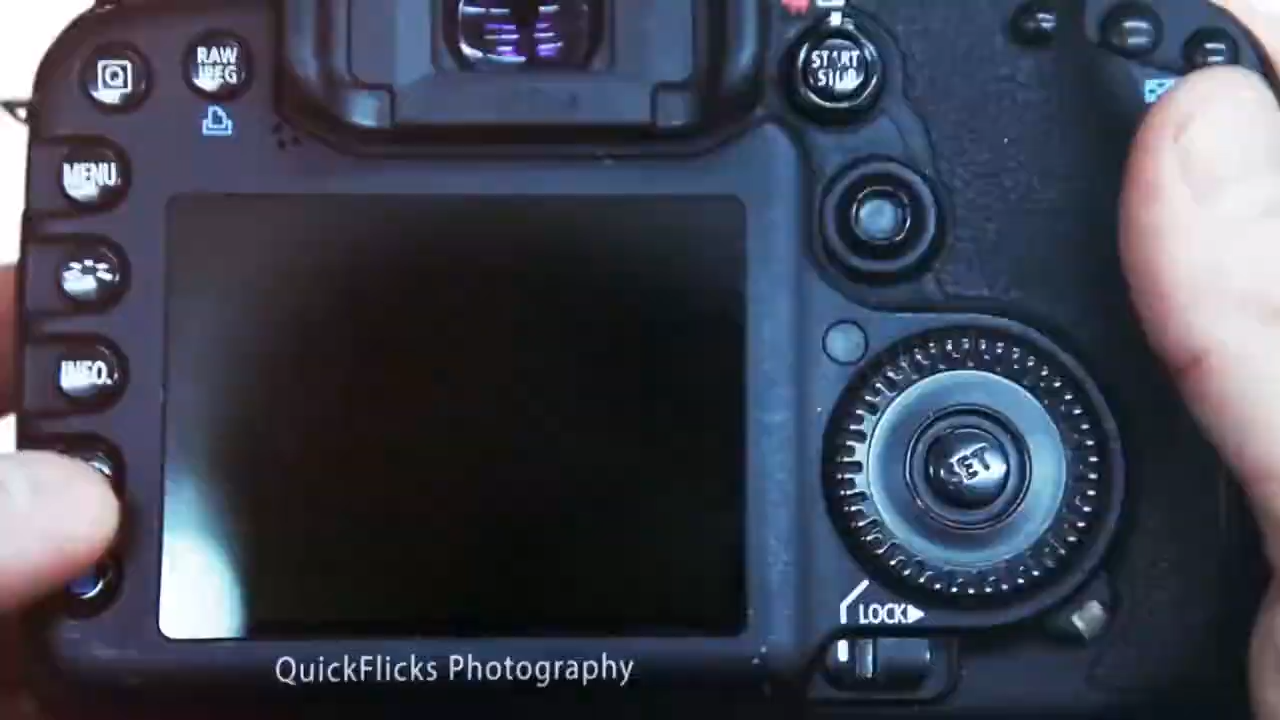 Q
RAW
JPEG
START
STOP
MENU
INFO.
SET
LOCK▶
QuickFlicks Photography